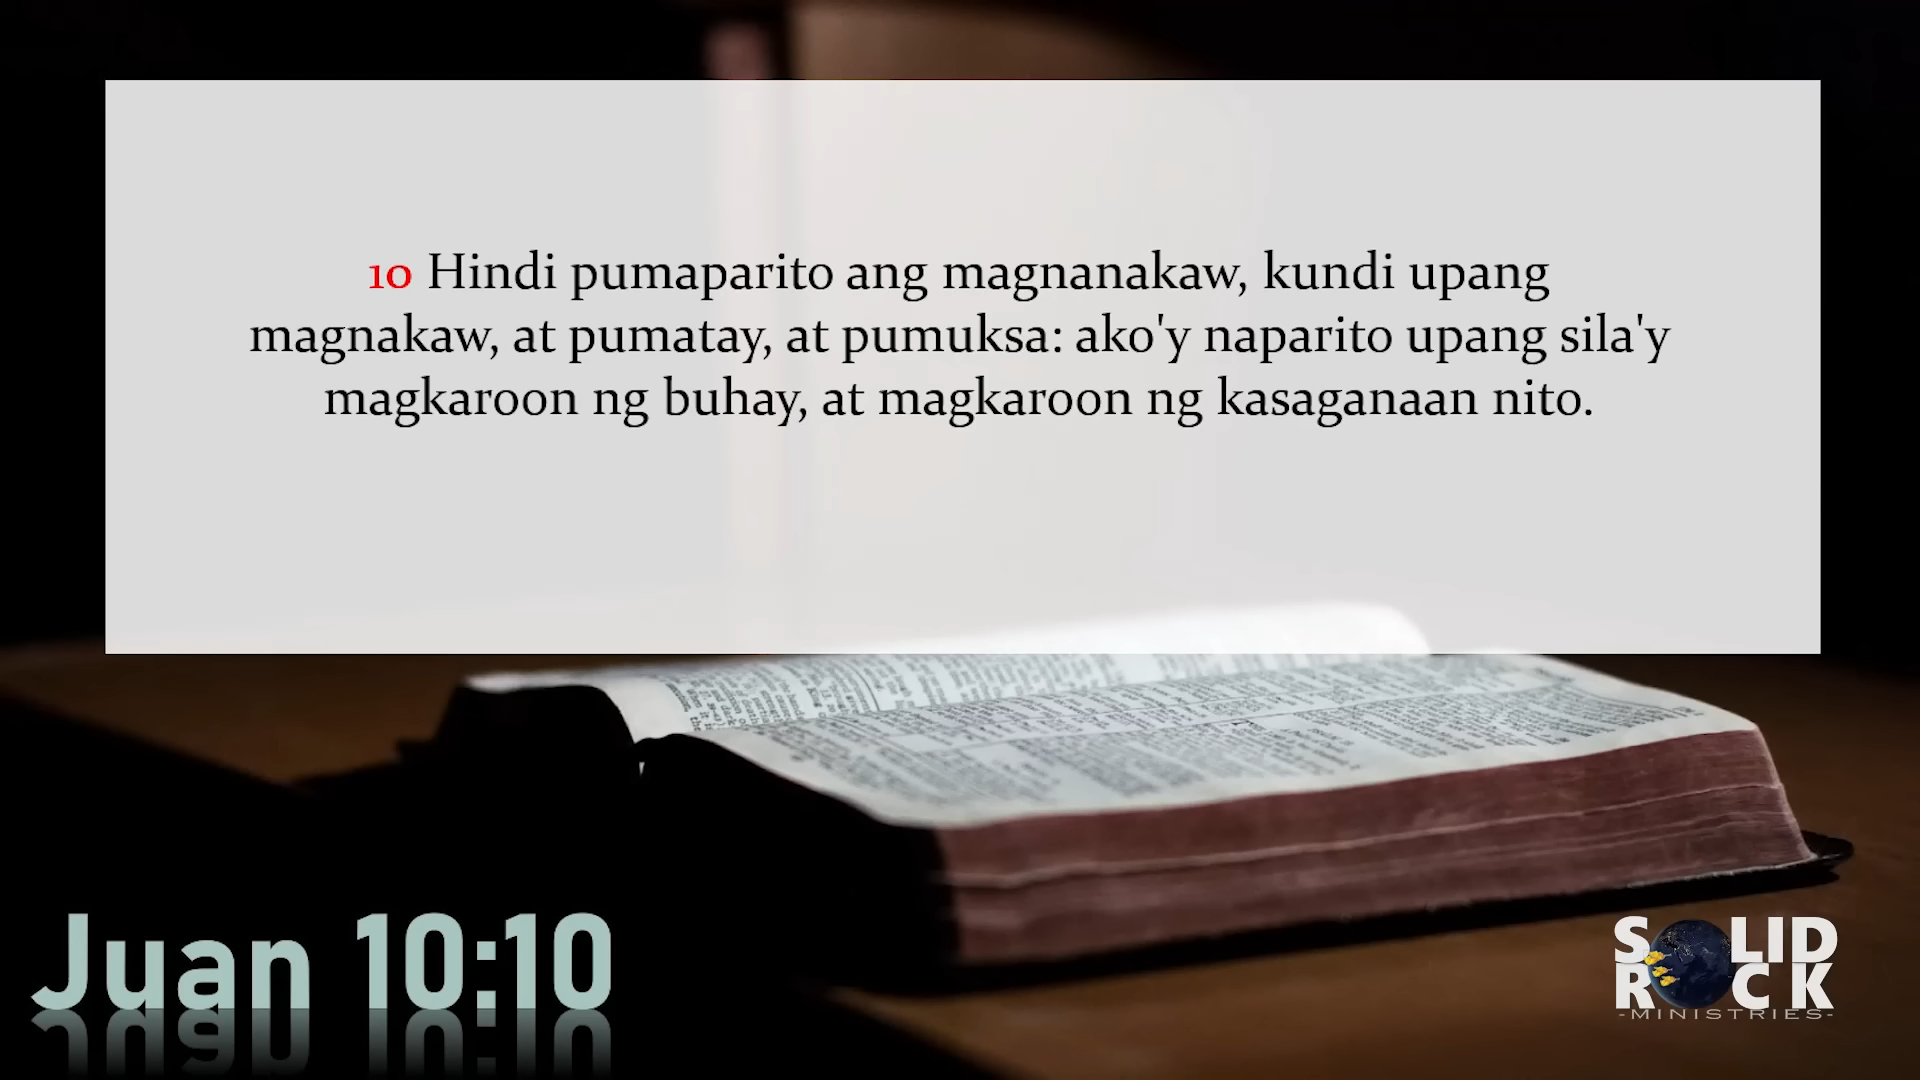 10 Hindi pumaparito ang magnanakaw, kundi upang
magnakaw, at pumatay, at pumuksa: ako'y naparito upang sila'y
magkaroon ng buhay, at magkaroon ng kasaganaan nito.
Juan 10:10
SOLID
ROCK
-MINISTRIES-